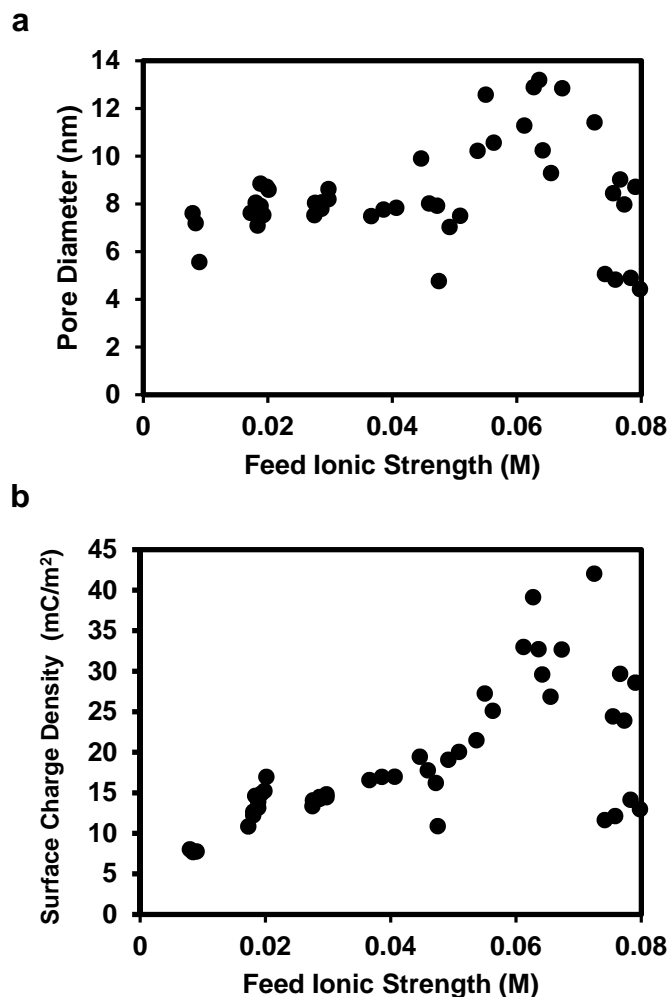 a
14
12
10
8
6
4
2
0
Pore Diameter (nm)
0 0.02 0.04 0.06 0.08
Feed Ionic Strength (M)
b
45
40
35
30
25
20
15
10
5
0
Surface Charge Density (mC/m²)
0 0.02 0.04 0.06 0.08
Feed Ionic Strength (M)